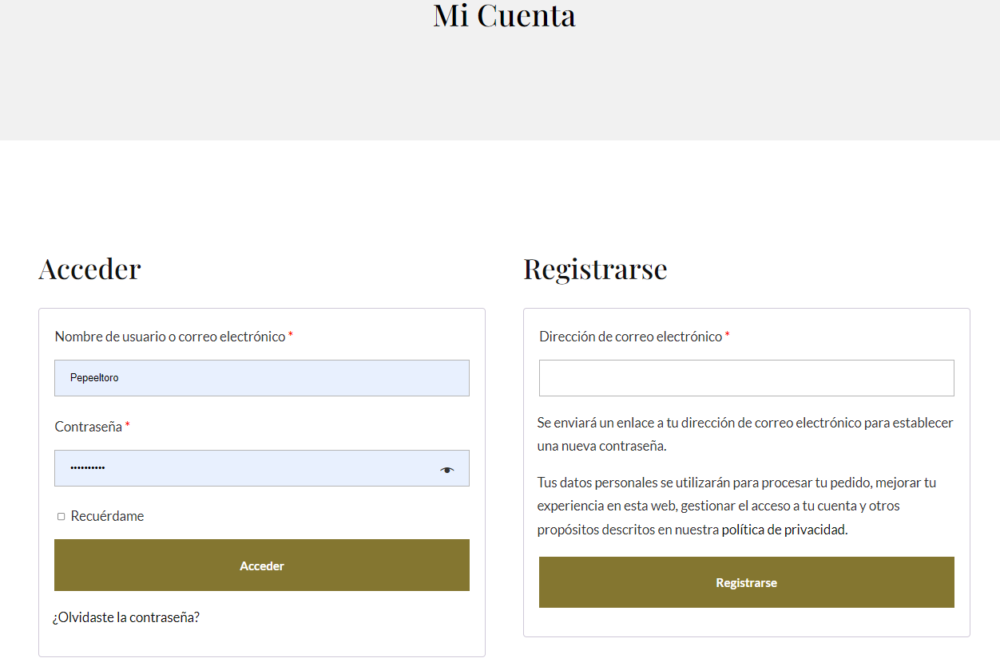 Mi Cuenta
Acceder
Nombre de usuario o correo electrónico *
Pepeeltoro
Contraseña *
••••••••••
Recuérdame
Acceder
¿Olvidaste la contraseña?
Registrarse
Dirección de correo electrónico *
Se enviará un enlace a tu dirección de correo electrónico para establecer
una nueva contraseña.
Tus datos personales se utilizarán para procesar tu pedido, mejorar tu
experiencia en esta web, gestionar el acceso a tu cuenta y otros
propósitos descritos en nuestra política de privacidad.
Registrarse